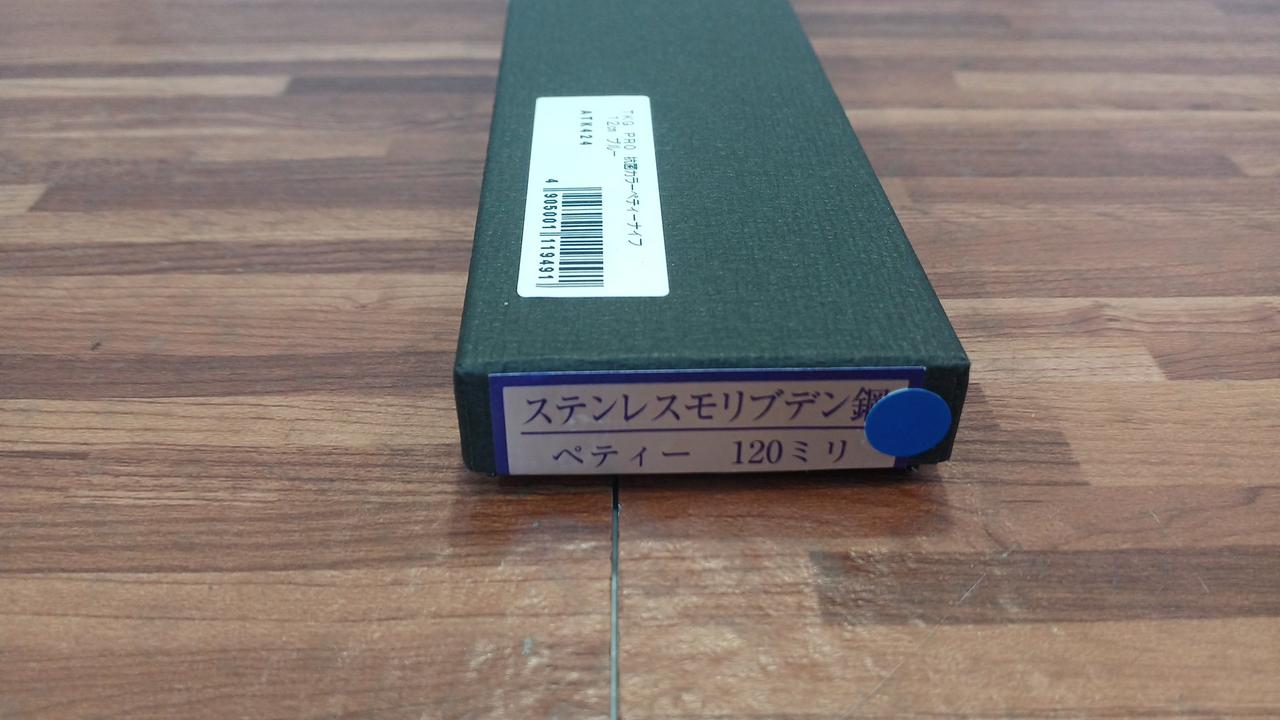 TKG PRO 抗菌カラーペティーナイフ
12㎝ ブルー
ATK424
4 905001 119491
ステンレスモリブデン鋼
ペティー 120ミリ